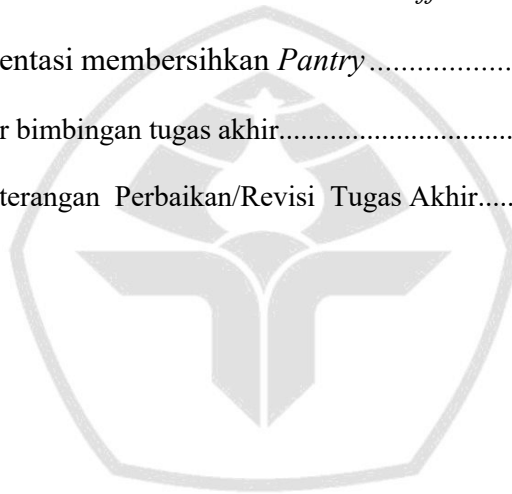 entasi membersihkan Pantry....................
r bimbingan tugas akhir................................
terangan Perbaikan/Revisi Tugas Akhir.....